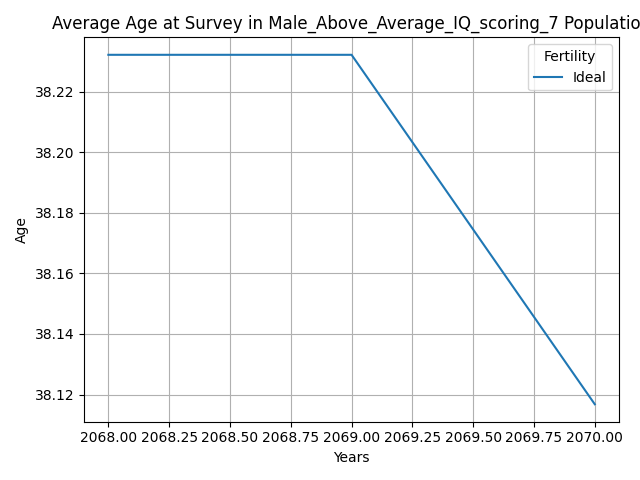 Average Age at Survey in Male_Above_Average_IQ_scoring_7 Populatio
Fertility
Ideal
38.22
38.20
38.18
38.16
38.14
38.12
Age
2068.00 2068.25 2068.50 2068.75 2069.00 2069.25 2069.50 2069.75 2070.00
Years